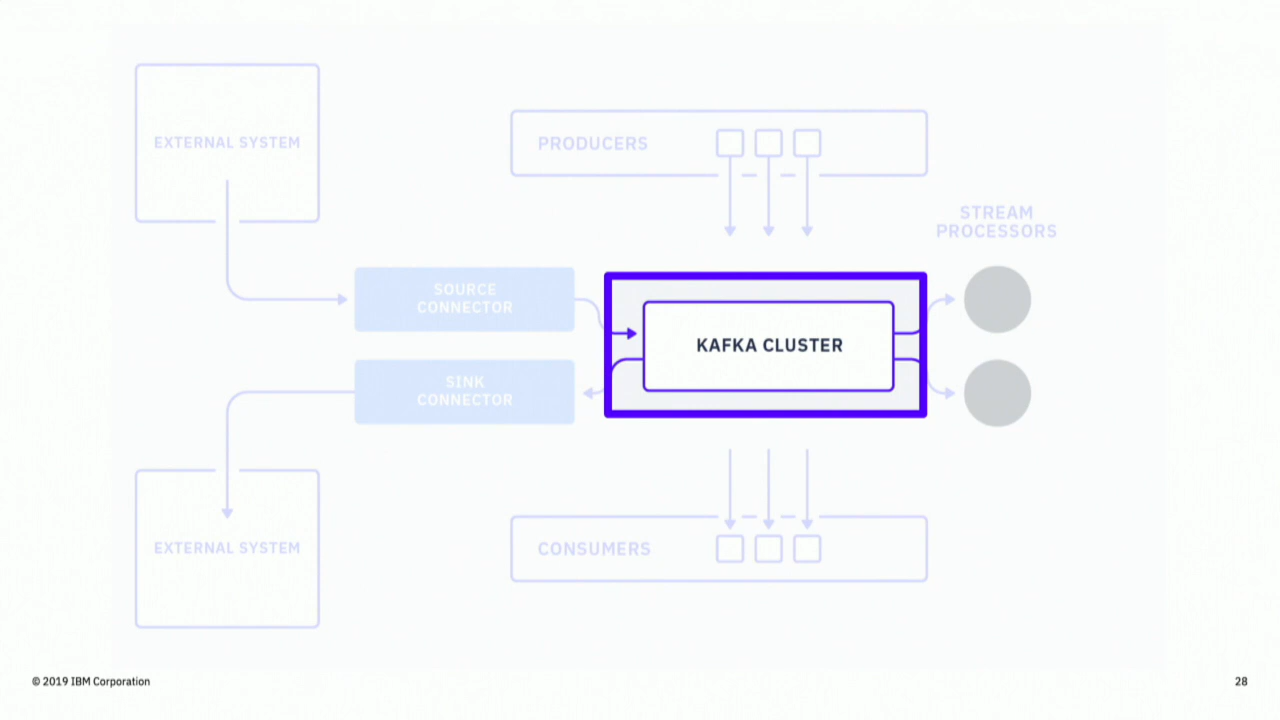 EXTERNAL SYSTEM
PRODUCERS
STREAM
PROCESSORS
SOURCE
CONNECTOR
KAFKA CLUSTER
SINK
CONNECTOR
EXTERNAL SYSTEM
CONSUMERS
© 2019 IBM Corporation
28